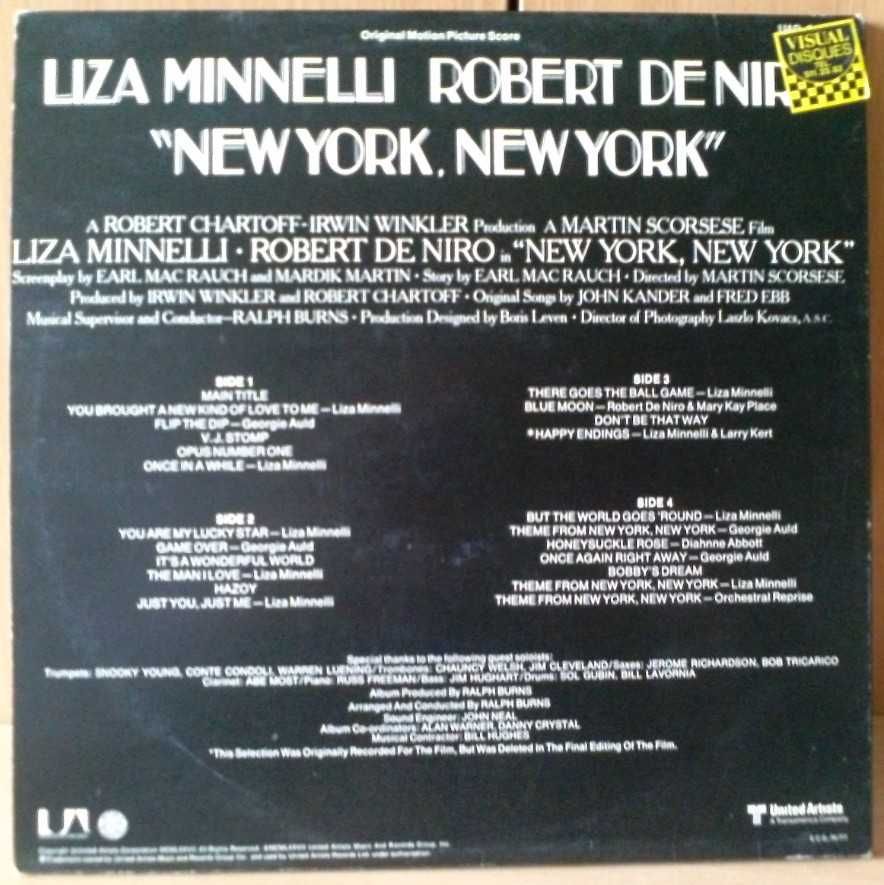 Original Motion Picture Score
LIZA MINNELLI ROBERT DE NIR
VISUAL
DISQUES
"NEW YORK, NEW YORK"
A ROBERT CHARTOFF-IRWIN WINKLER Production A MARTIN SCORSESE Film
LIZA MINNELLI • ROBERT DE NIRO in "NEW YORK, NEW YORK"
Screenplay by EARL MAC RAUCH and MARDIK MARTIN • Story by EARL MAC RAUCH • Directed by MARTIN SCORSESE
Produced by IRWIN WINKLER and ROBERT CHARTOFF • Original Songs by JOHN KANDER and FRED EBB
Musical Supervisor and Conductor—RALPH BURNS • Production Designed by Boris Leven • Director of Photography Laszlo Kovacs, A.S.C.
SIDE 1
MAIN TITLE
YOU BROUGHT A NEW KIND OF LOVE TO ME — Liza Minnelli
FLIP THE DIP — Georgie Auld
V.J. STOMP
OPUS NUMBER ONE
ONCE IN A WHILE — Liza Minnelli
SIDE 2
YOU ARE MY LUCKY STAR — Liza Minnelli
GAME OVER — Georgie Auld
IT'S A WONDERFUL WORLD
THE MAN I LOVE — Liza Minnelli
HAZOY
JUST YOU, JUST ME — Liza Minnelli
SIDE 3
THERE GOES THE BALL GAME — Liza Minnelli
BLUE MOON — Robert De Niro & Mary Kay Place
DON'T BE THAT WAY
*HAPPY ENDINGS — Liza Minnelli & Larry Kert
SIDE 4
BUT THE WORLD GOES 'ROUND — Liza Minnelli
THEME FROM NEW YORK, NEW YORK — Georgie Auld
HONEYSUCKLE ROSE — Diahnne Abbott
ONCE AGAIN RIGHT AWAY — Georgie Auld
BOBBY'S DREAM
THEME FROM NEW YORK, NEW YORK — Liza Minnelli
THEME FROM NEW YORK, NEW YORK — Orchestral Reprise
Special thanks to the following guest soloists:
Trumpets: SNOOKY YOUNG, CONTE CONDOLI, WARREN LUENING/Trombones: CHAUNCY WELSH, JIM CLEVELAND/Saxes: JEROME RICHARDSON, BOB TRICARICO
Clarinet: ABE MOST/Piano: RUSS FREEMAN/Bass: JIM HUGHART/Drums: SOL GUBIN, BILL LAVORNIA
Album Produced By RALPH BURNS
Arranged And Conducted By RALPH BURNS
Sound Engineer: JOHN NEAL
Album Co-ordinators: ALAN WARNER, DANNY CRYSTAL
Musical Contractor: BILL HUGHES
*This Selection Was Originally Recorded For The Film, But Was Deleted In The Final Editing Of The Film.
UA
United Artists
A Transamerica Company